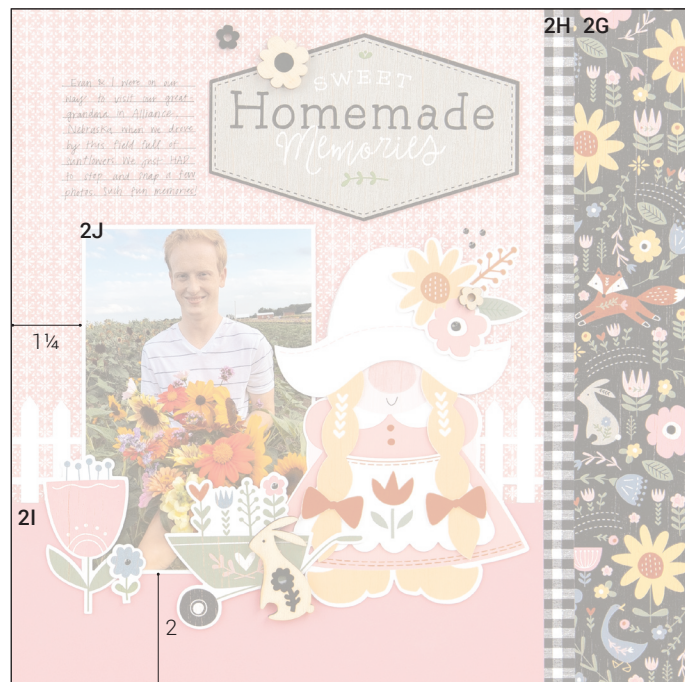 2H 2G
SWEET
Homemade
Memories
Evan & I were on our
way to visit our great
grandma in Alliance
Nebraska when we drove
by this field full of
sunflowers. We just HAD
to stop and snap a few
photos. Such fun memories
2J
1¼
2I
2